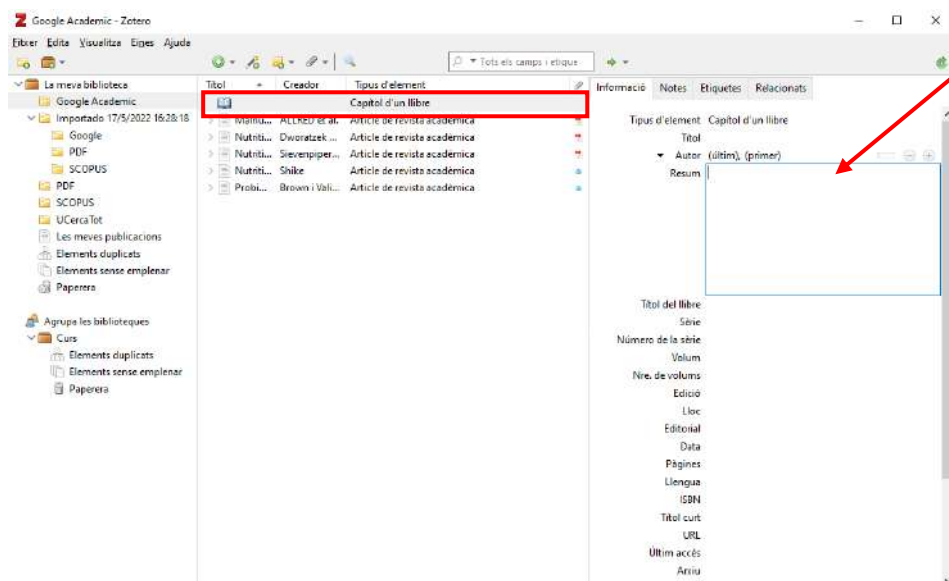 Google Academic - Zotero
Fitxer Edita Visualitza Eines Ajuda
Tots els camps i etique
La meva biblioteca
Google Academic
Importado 17/5/2022 16:28:18
Google
PDF
SCOPUS
PDF
SCOPUS
UCercaTot
Les meves publicacions
Elements duplicats
Elements sense emplenar
Paperera
Agrupa les biblioteques
Curs
Elements duplicats
Elements sense emplenar
Paperera
Títol Creador Tipus d'element
Capítol d'un llibre
ALLRED et al. Article de revista acadèmica
Nutriti... Dworatzek ... Article de revista acadèmica
Nutriti... Sievenpiper... Article de revista acadèmica
Nutriti... Shike Article de revista acadèmica
Probi... Brown i Vali... Article de revista acadèmica
Informació Notes Etiquetes Relacionats
Tipus d'element Capítol d'un llibre
Títol
Autor (últim), (primer)
Resum
Títol del llibre
Sèrie
Número de la sèrie
Volum
Nre. de volums
Edició
Lloc
Editorial
Data
Pàgines
Llengua
ISBN
Títol curt
URL
Últim accés
Arxiu